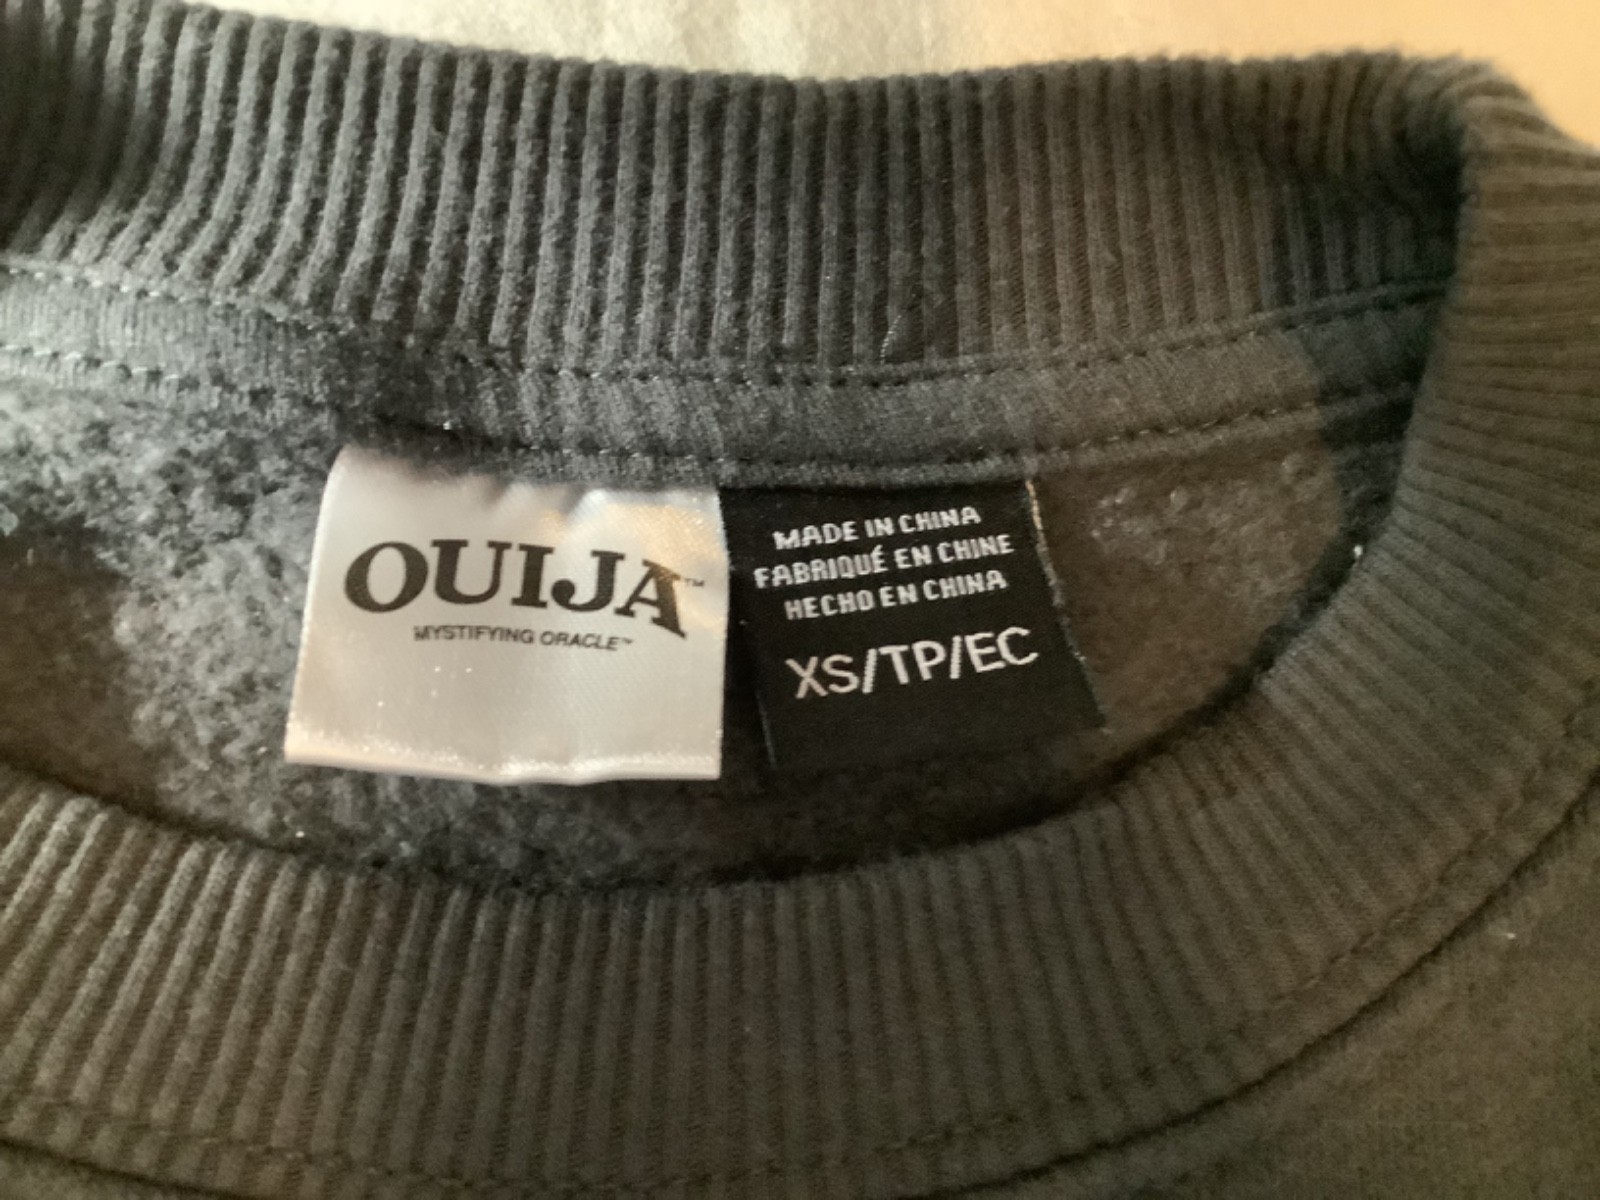 OUIJA™
MYSTIFYING ORACLE™
MADE IN CHINA
FABRIQUÉ EN CHINE
HECHO EN CHINA
XS/TP/EC